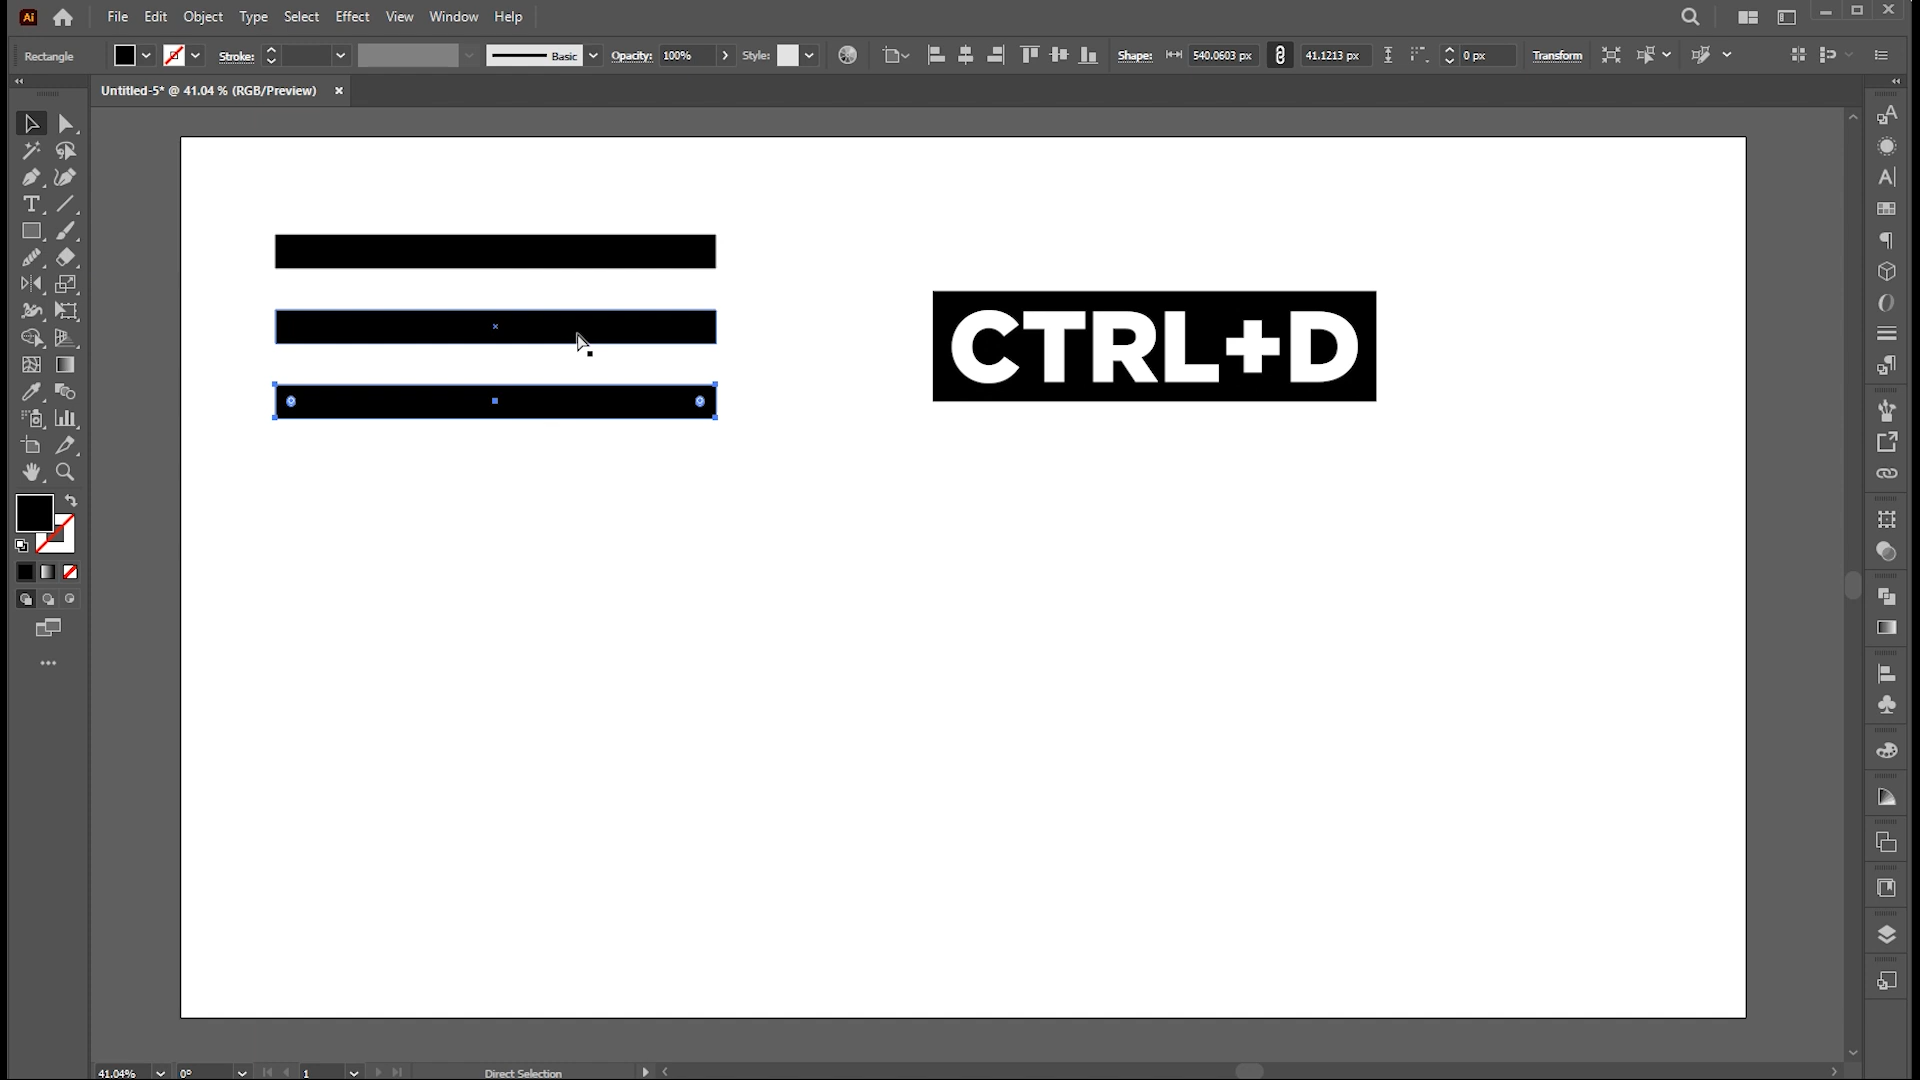 Ai File Edit Object Type Select Effect View Window Help
Rectangle Stroke: Basic Opacity: 100% Style: Shape: 540.0603 px 41.1213 px 0 px Transform
Untitled-5* @ 41.04 % (RGB/Preview)
CTRL+D
41.04% 0° 1 Direct Selection